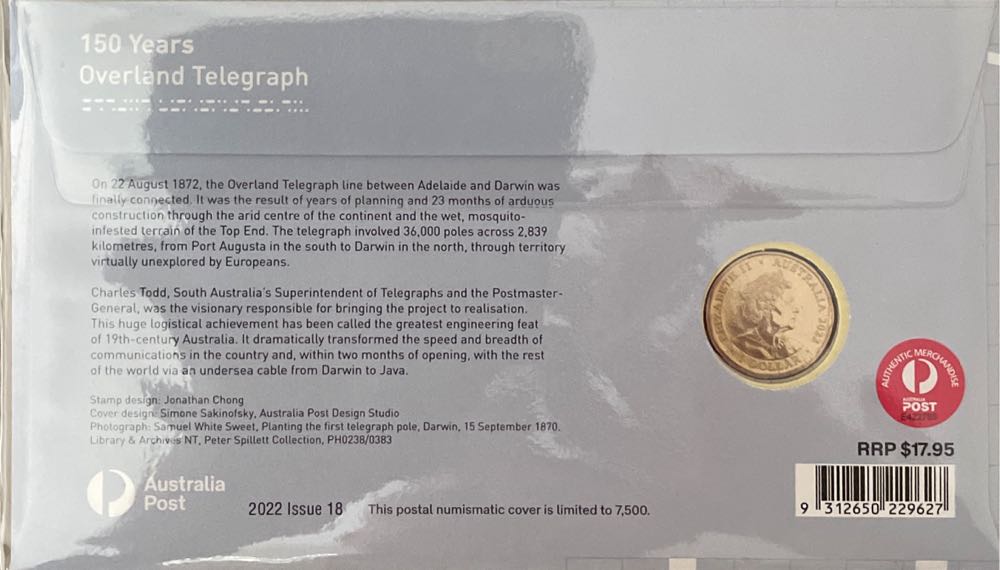 150 Years
Overland Telegraph
On 22 August 1872, the Overland Telegraph line between Adelaide and Darwin was
finally connected. It was the result of years of planning and 23 months of arduous
construction through the arid centre of the continent and the wet, mosquito-
infested terrain of the Top End. The telegraph involved 36,000 poles across 2,839
kilometres, from Port Augusta in the south to Darwin in the north, through territory
virtually unexplored by Europeans.
Charles Todd, South Australia's Superintendent of Telegraphs and the Postmaster-
General, was the visionary responsible for bringing the project to realisation.
This huge logistical achievement has been called the greatest engineering feat
of 19th-century Australia. It dramatically transformed the speed and breadth of
communications in the country and, within two months of opening, with the rest
of the world via an undersea cable from Darwin to Java.
Stamp design: Jonathan Chong
Cover design: Simone Sakinofsky, Australia Post Design Studio
Photograph: Samuel White Sweet, Planting the first telegraph pole, Darwin, 15 September 1870.
Library & Archives NT, Peter Spillett Collection, PH0238/0383
Australia
Post
2022 Issue 18
This postal numismatic cover is limited to 7,500.
ELIZABETH II • AUSTRALIA 2022
DOLLAR
AUTHENTIC MERCHANDISE
AUSTRALIA
POST
RRP $17.95
9 312650 229627